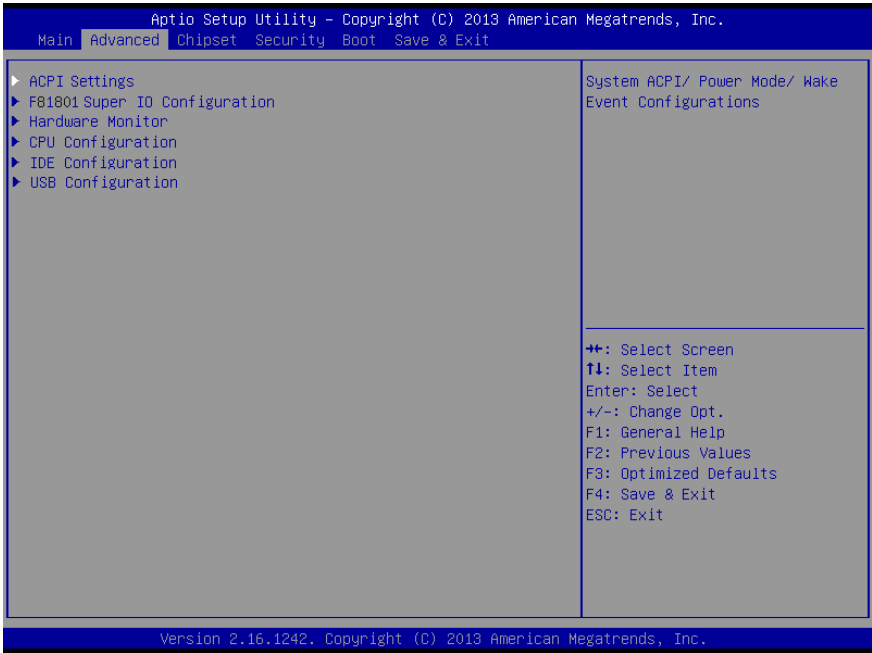 Aptio Setup Utility – Copyright (C) 2013 American Megatrends, Inc.
Main Advanced Chipset Security Boot Save & Exit
ACPI Settings
F81801 Super IO Configuration
Hardware Monitor
CPU Configuration
IDE Configuration
USB Configuration
System ACPI/ Power Mode/ Wake
Event Configurations
→←: Select Screen
↑↓: Select Item
Enter: Select
+/-: Change Opt.
F1: General Help
F2: Previous Values
F3: Optimized Defaults
F4: Save & Exit
ESC: Exit
Version 2.16.1242. Copyright (C) 2013 American Megatrends, Inc.